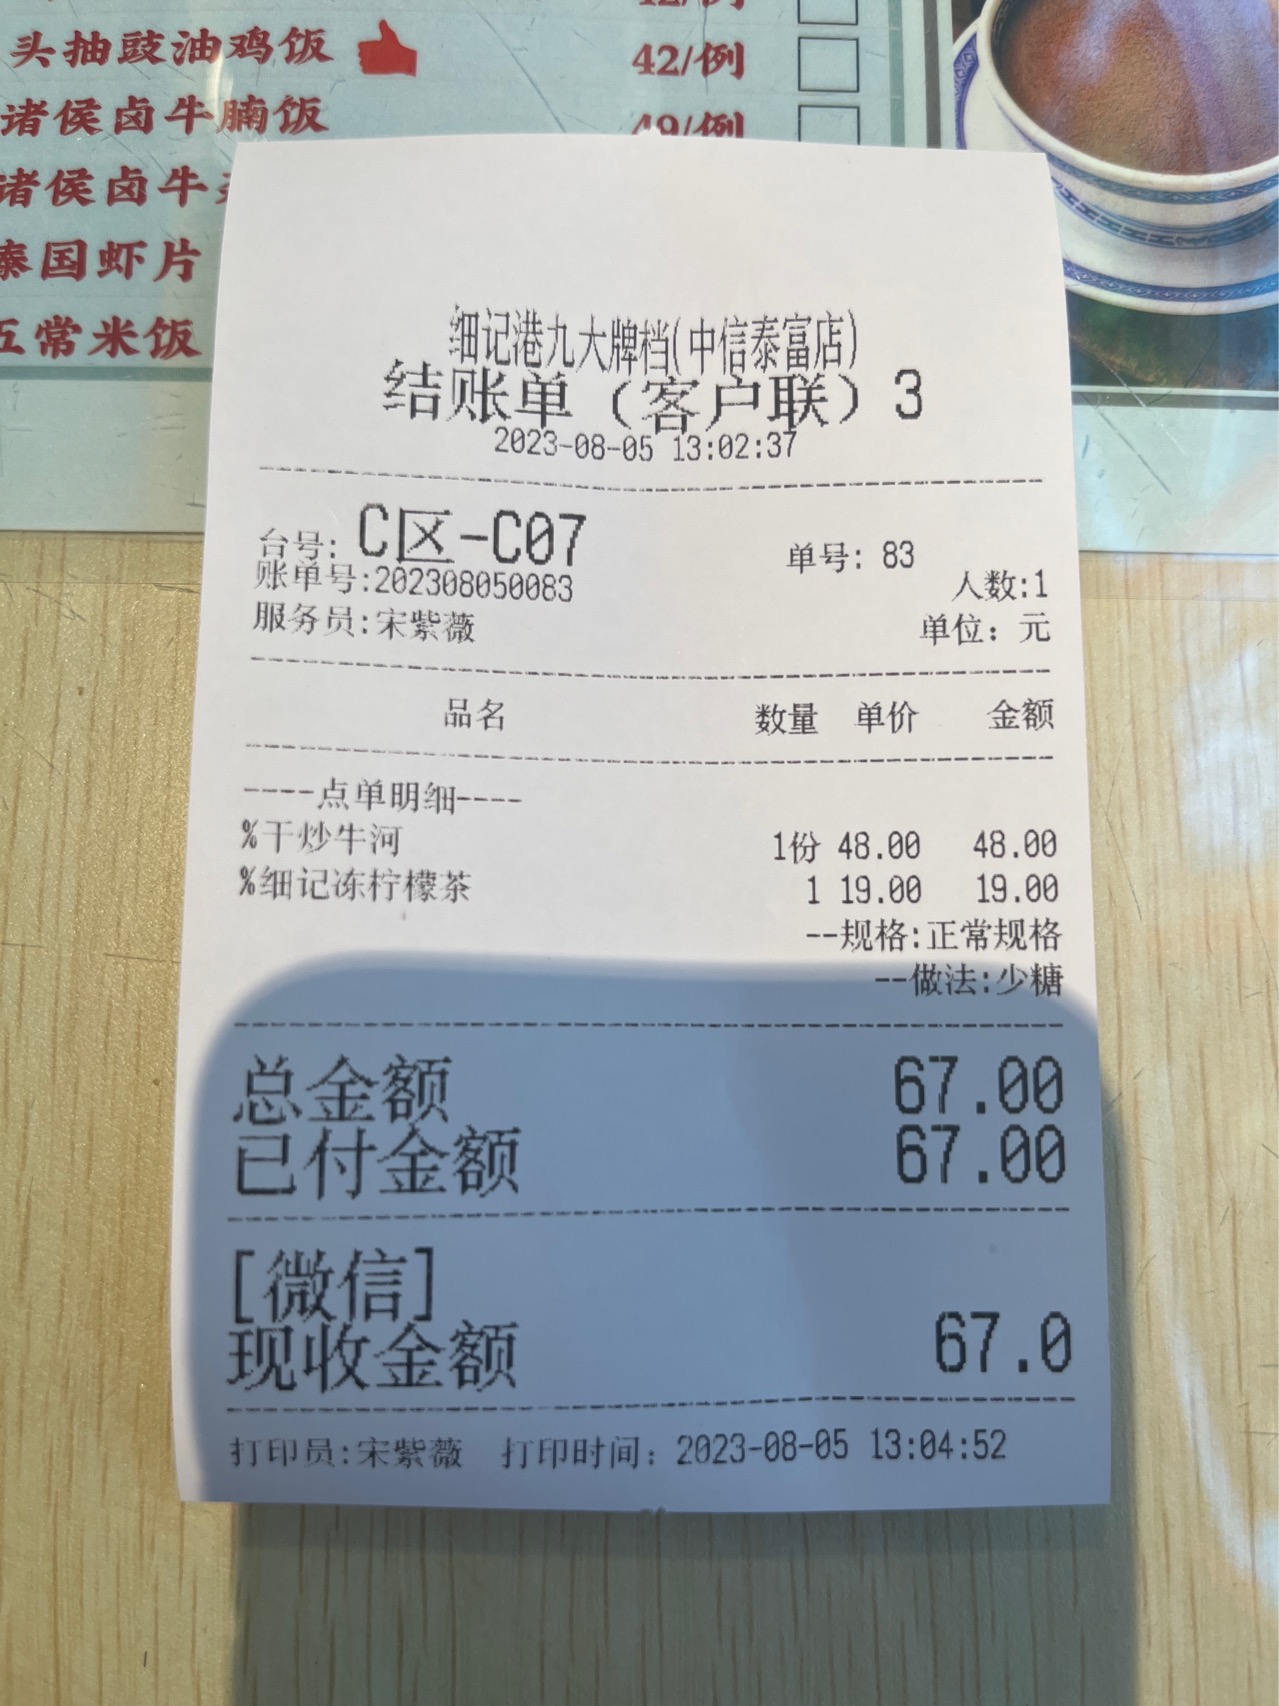 头抽豉油鸡饭 42/例
诸侯卤牛腩饭 49/例
诸侯卤牛
泰国虾片
五常米饭
细记港九大牌档(中信泰富店)
结账单（客户联）3
2023-08-05 13:02:37
台号: C区-C07 单号: 83
账单号:202308050083 人数:1
服务员:宋紫薇 单位：元
品名 数量 单价 金额
----点单明细----
%干炒牛河 1份 48.00 48.00
%细记冻柠檬茶 1 19.00 19.00
--规格:正常规格
--做法:少糖
总金额 67.00
已付金额 67.00
[微信]
现收金额 67.0
打印员:宋紫薇 打印时间：2023-08-05 13:04:52